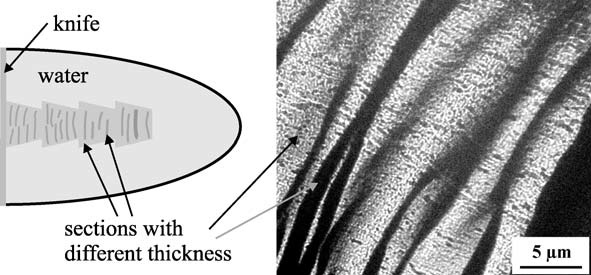 knife
water
sections with
different thickness
5 µm